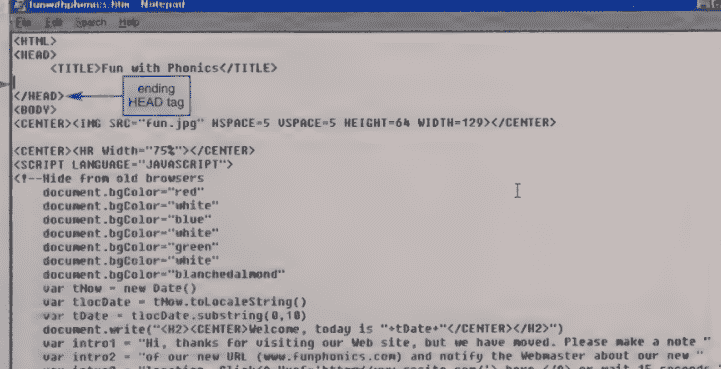 funwithphonics.htm - Notepad
File Edit Search Help
<HTML>
<HEAD>
<TITLE>Fun with Phonics</TITLE>
</HEAD>
ending
HEAD tag
<BODY>
<CENTER><IMG SRC="fun.jpg" HSPACE=5 VSPACE=5 HEIGHT=64 WIDTH=129></CENTER>
<CENTER><HR Width="75%"></CENTER>
<SCRIPT LANGUAGE="JAVASCRIPT">
<!--Hide from old browsers
document.bgColor="red"
document.bgColor="white"
document.bgColor="blue"
document.bgColor="white"
document.bgColor="green"
document.bgColor="white"
document.bgColor="blanchedalmond"
var tNow = new Date()
var tlocDate = tNow.toLocaleString()
var tDate = tlocDate.substring(0,10)
document.write("<H2><CENTER>Welcome, today is "+tDate+"</CENTER></H2>")
var intro1 = "Hi, thanks for visiting our Web site, but we have moved. Please make a note "
var intro2 = "of our new URL (www.funphonics.com) and notify the Webmaster about our new "